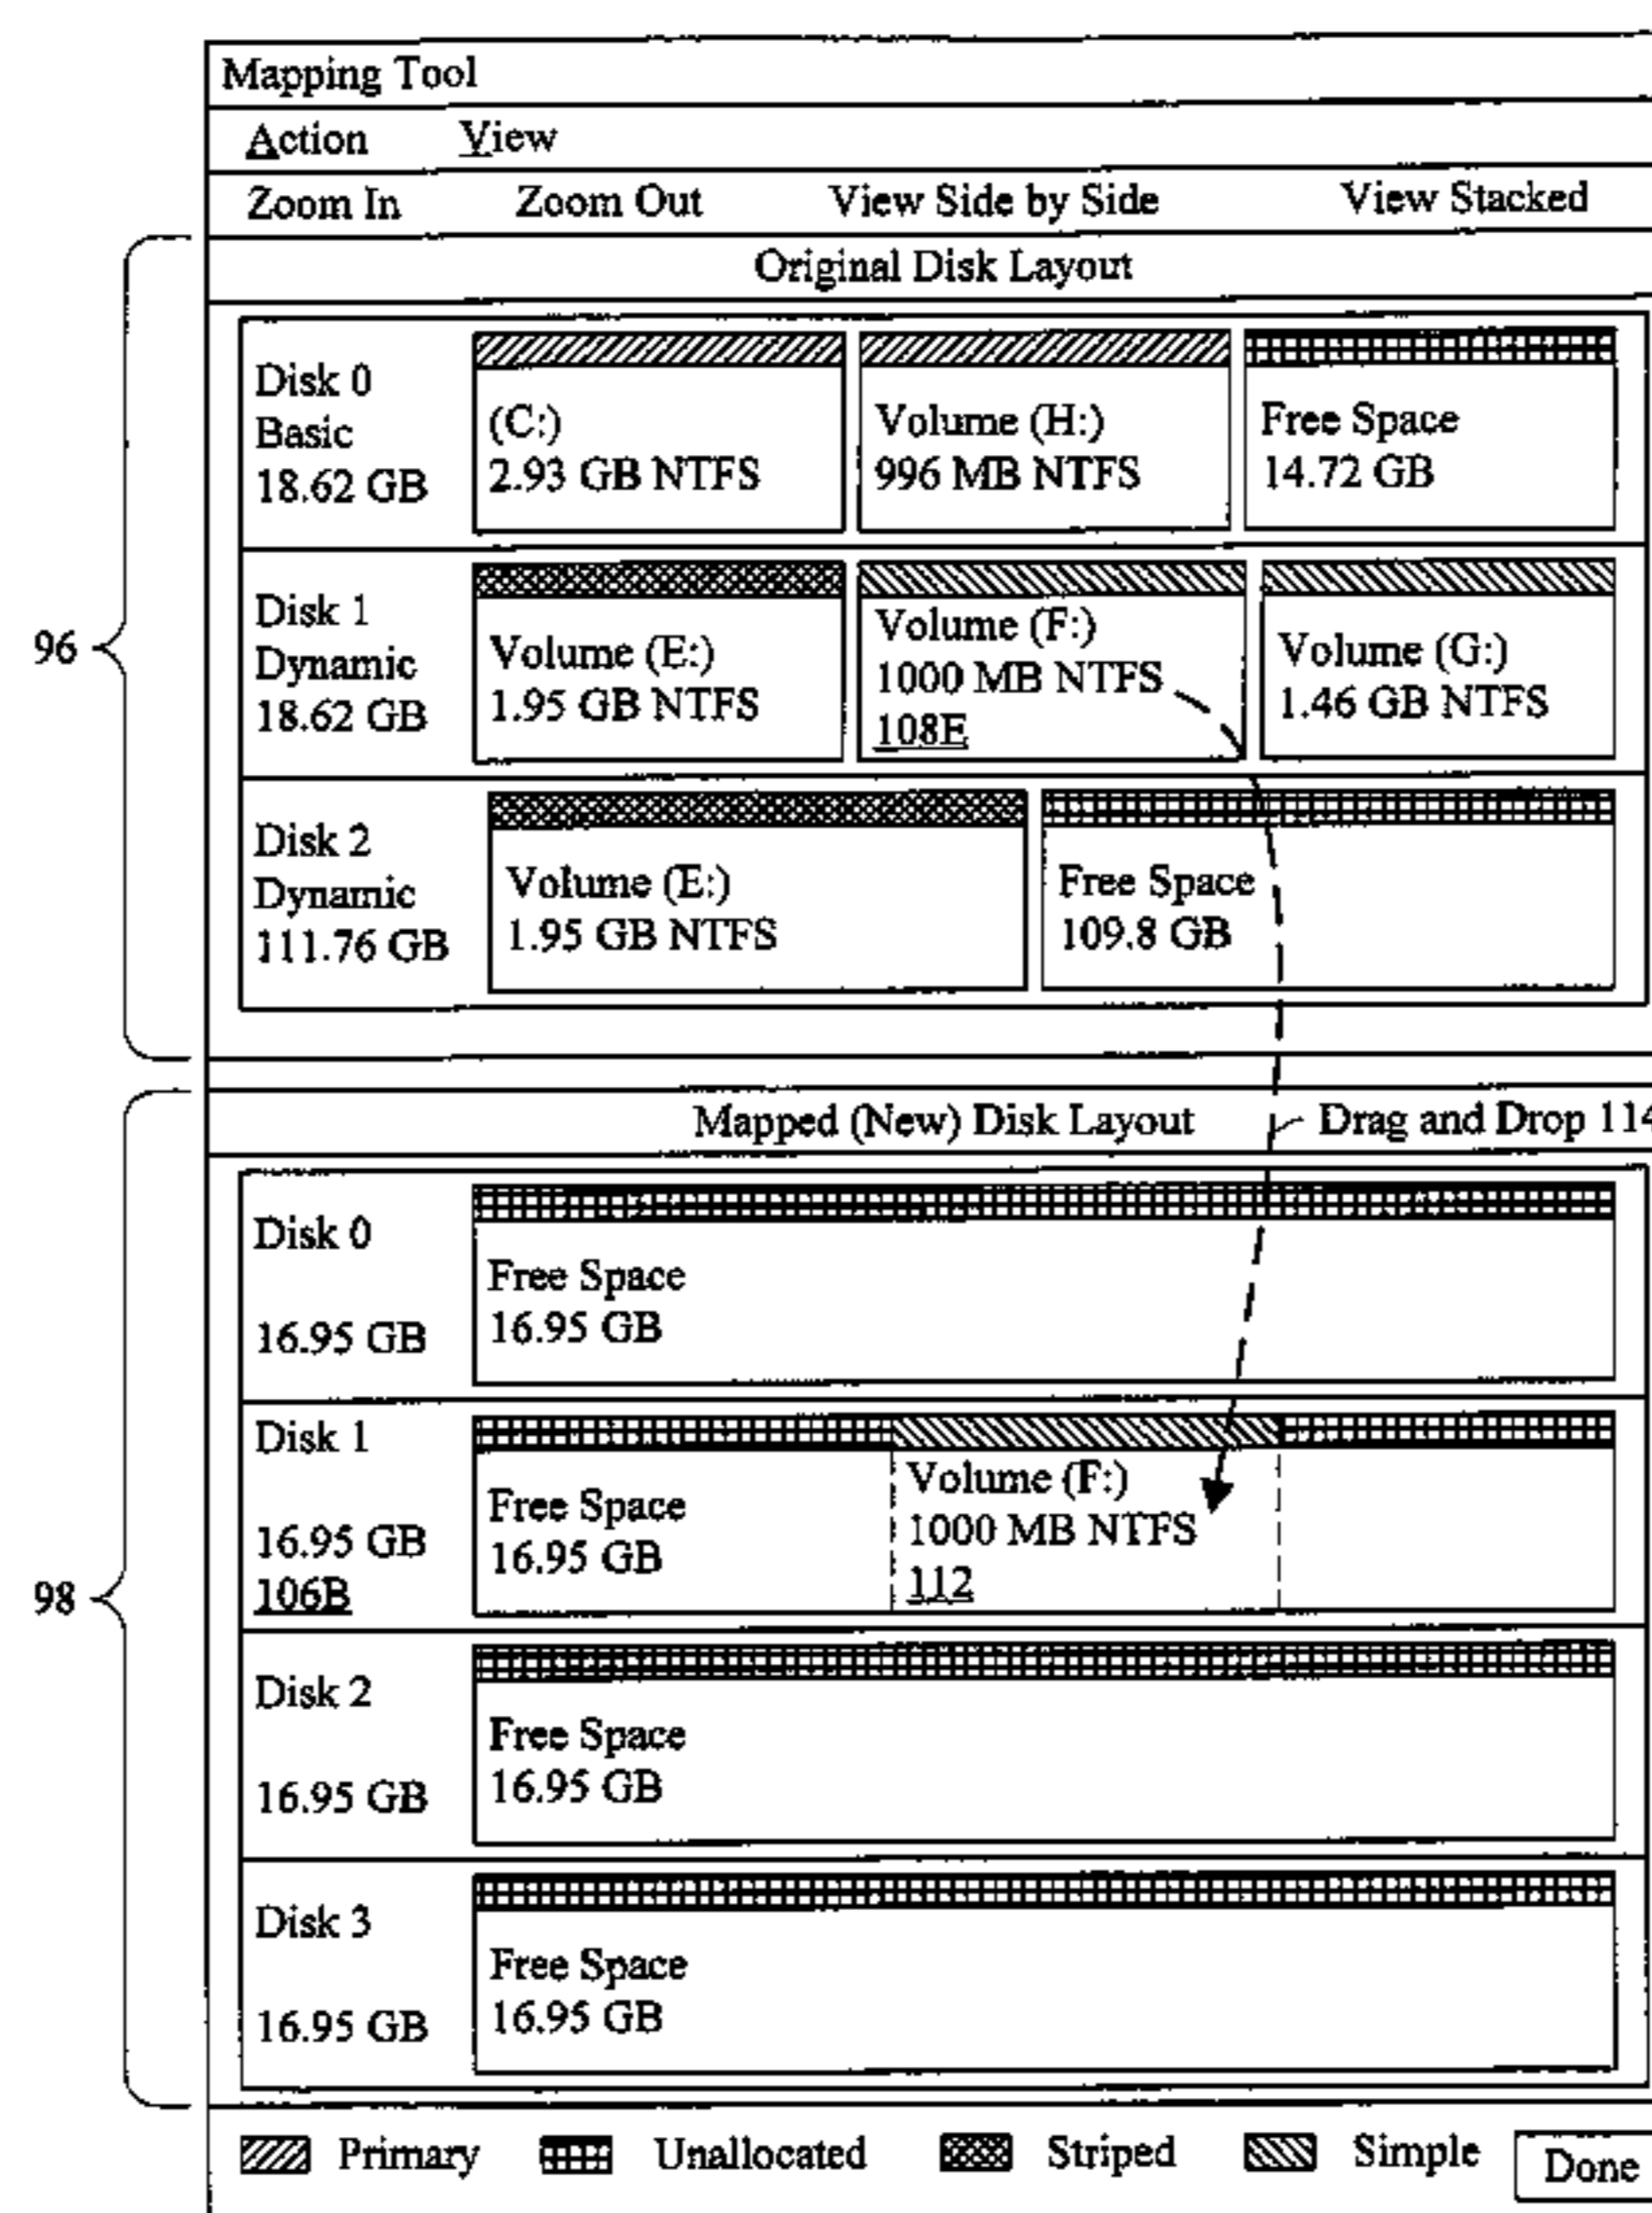 Mapping Tool
Action View
Zoom In Zoom Out View Side by Side View Stacked
96
Original Disk Layout
Disk 0
Basic
18.62 GB
(C:)
2.93 GB NTFS
Volume (H:)
996 MB NTFS
Free Space
14.72 GB
Disk 1
Dynamic
18.62 GB
Volume (E:)
1.95 GB NTFS
Volume (F:)
1000 MB NTFS
108E
Volume (G:)
1.46 GB NTFS
Disk 2
Dynamic
111.76 GB
Volume (E:)
1.95 GB NTFS
Free Space
109.8 GB
98
Mapped (New) Disk Layout
Drag and Drop 114
Disk 0
16.95 GB
Free Space
16.95 GB
Disk 1
16.95 GB
106B
Free Space
16.95 GB
Volume (F:)
1000 MB NTFS
112
Disk 2
16.95 GB
Free Space
16.95 GB
Disk 3
16.95 GB
Free Space
16.95 GB
Primary Unallocated Striped Simple Done